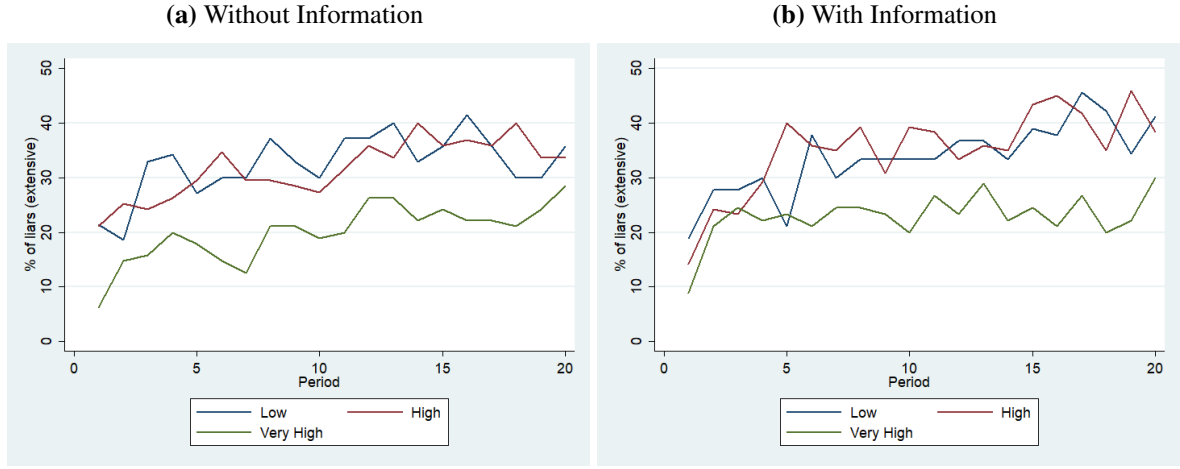 (a) Without Information
% of liars (extensive)
50
40
30
20
10
0
0 5 10 15 20
Period
Low High
Very High
(b) With Information
% of liars (extensive)
50
40
30
20
10
0
0 5 10 15 20
Period
Low High
Very High